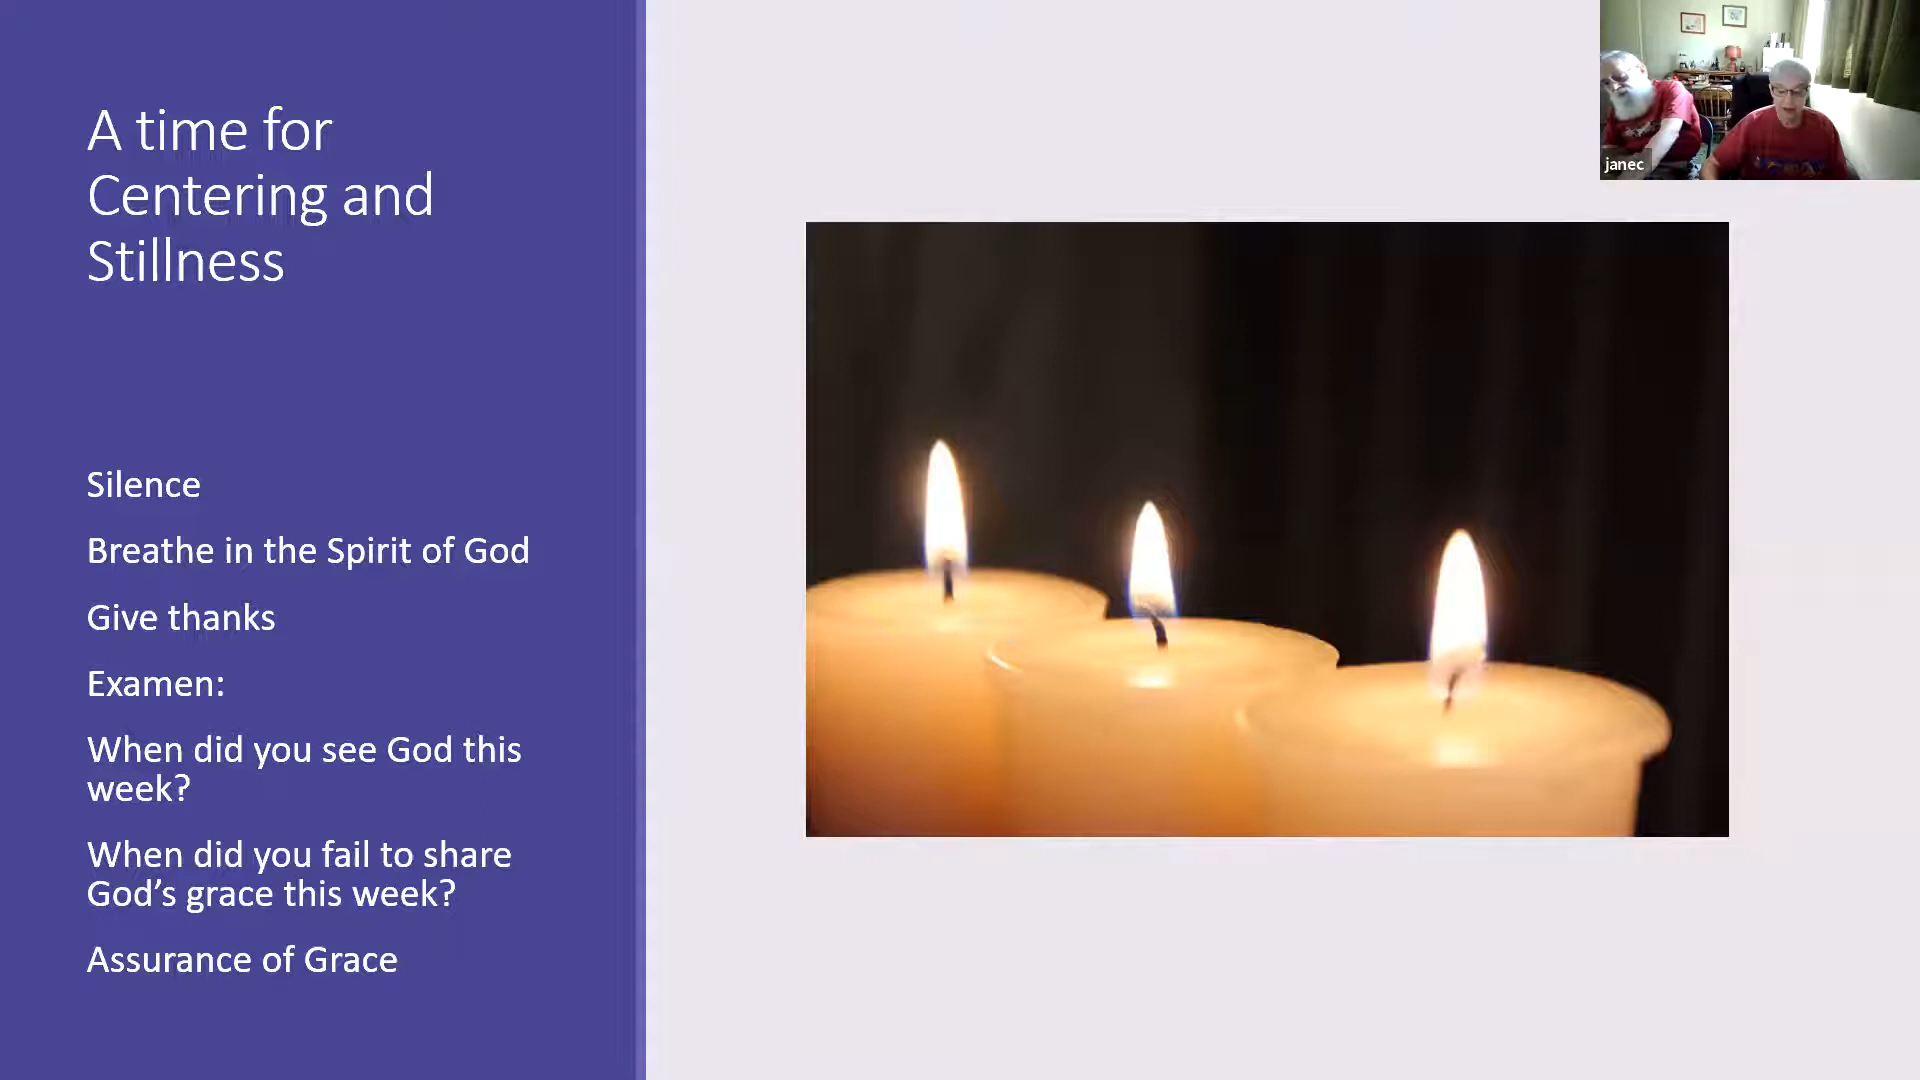 A time for
Centering and
Stillness
Silence
Breathe in the Spirit of God
Give thanks
Examen:
When did you see God this
week?
When did you fail to share
God’s grace this week?
Assurance of Grace
janec